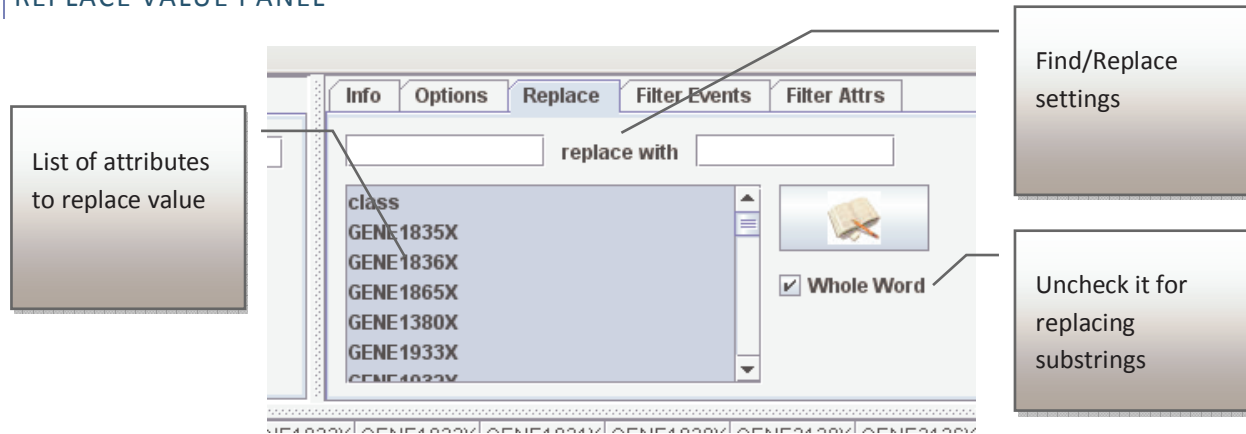 REPLACE VALUE PANEL
Find/Replace
settings
List of attributes
to replace value
Info Options Replace Filter Events Filter Attrs
replace with
class
GENE1835X
GENE1836X
GENE1865X
GENE1380X
GENE1933X
Whole Word
Uncheck it for
replacing
substrings